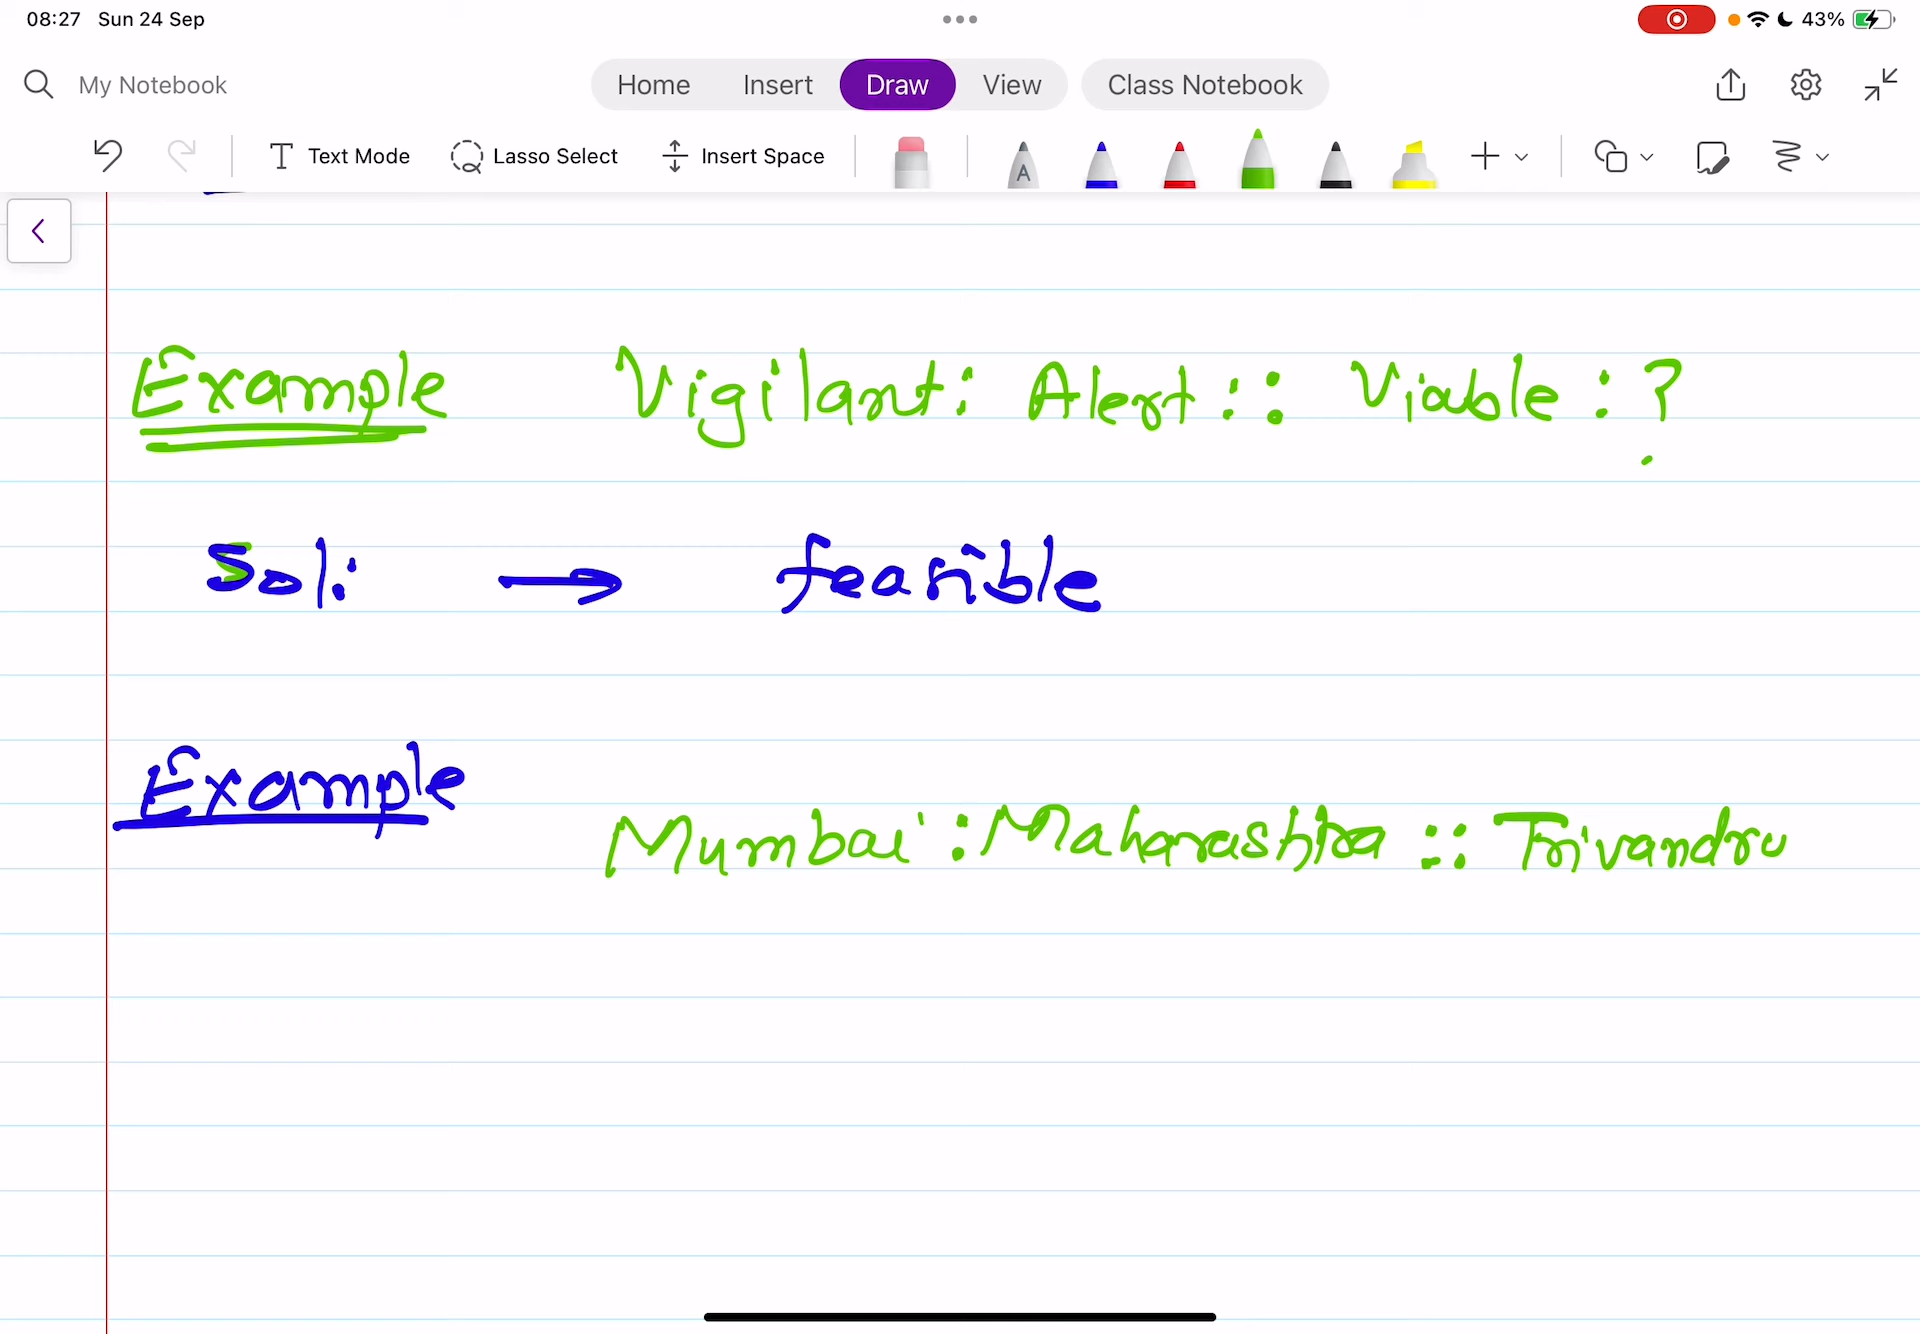 08:27 Sun 24 Sep 43%
My Notebook Home Insert Draw View Class Notebook
Text Mode Lasso Select Insert Space A
Example Vigilant : Alert :: Viable : ?
Sol: → feasible
Example
Mumbai : Maharashtra :: Trivandru